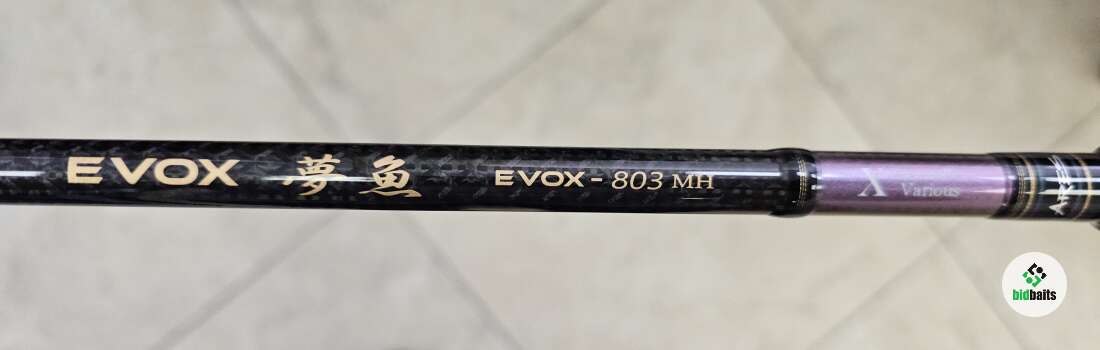 EVOX 夢魚 EVOX - 803 MH X Various
bidbaits